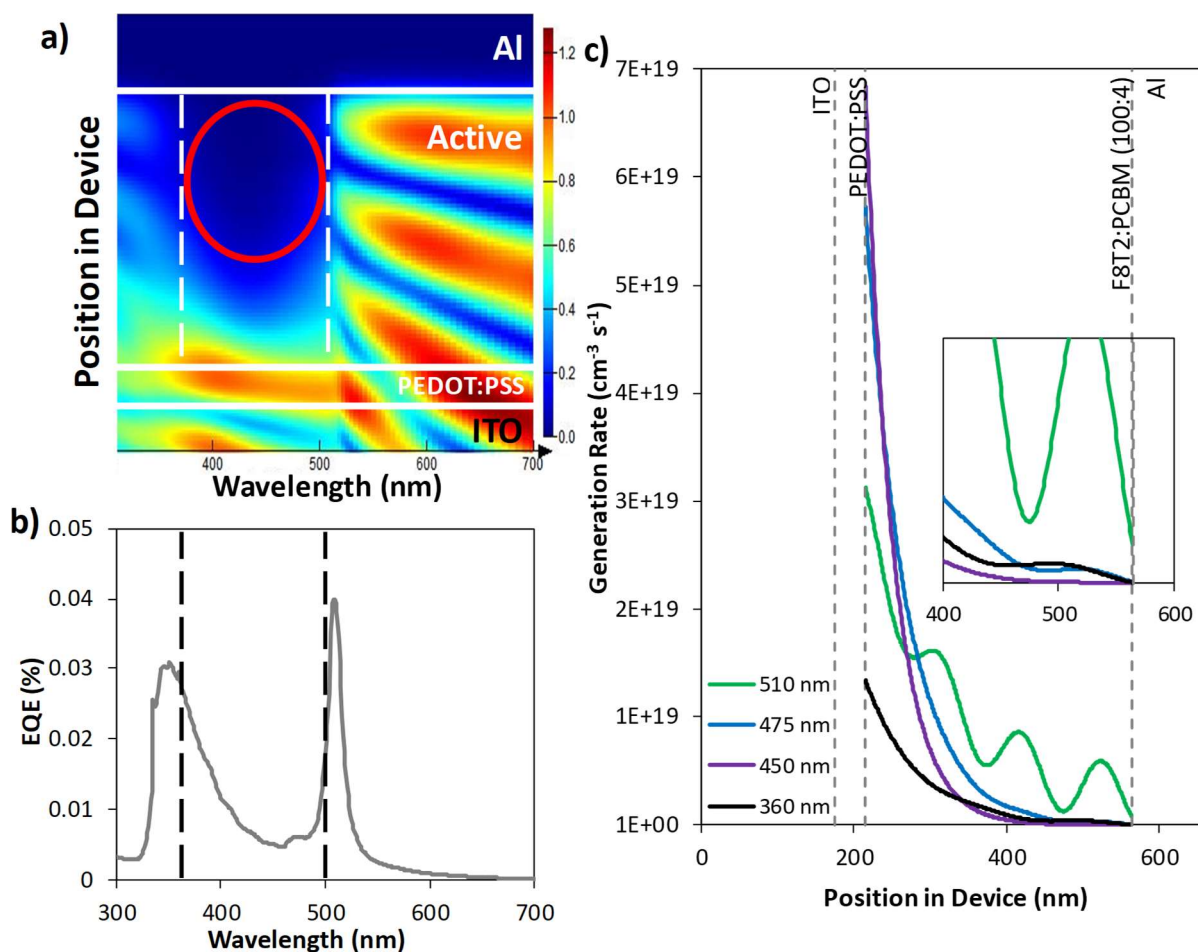 a)
Al
Active
PEDOT:PSS
ITO
Position in Device
400
500
600
700
Wavelength (nm)
1.2
1.0
0.8
0.6
0.4
0.2
0.0
b)
0.05
0.04
0.03
0.02
0.01
0
EQE (%)
300
400
500
600
700
Wavelength (nm)
c)
7E+19
6E+19
5E+19
4E+19
3E+19
2E+19
1E+19
1E+00
Generation Rate (cm⁻³ s⁻¹)
ITO
PEDOT:PSS
F8T2:PCBM (100:4)
Al
400
500
600
510 nm
475 nm
450 nm
360 nm
0
200
400
600
Position in Device (nm)